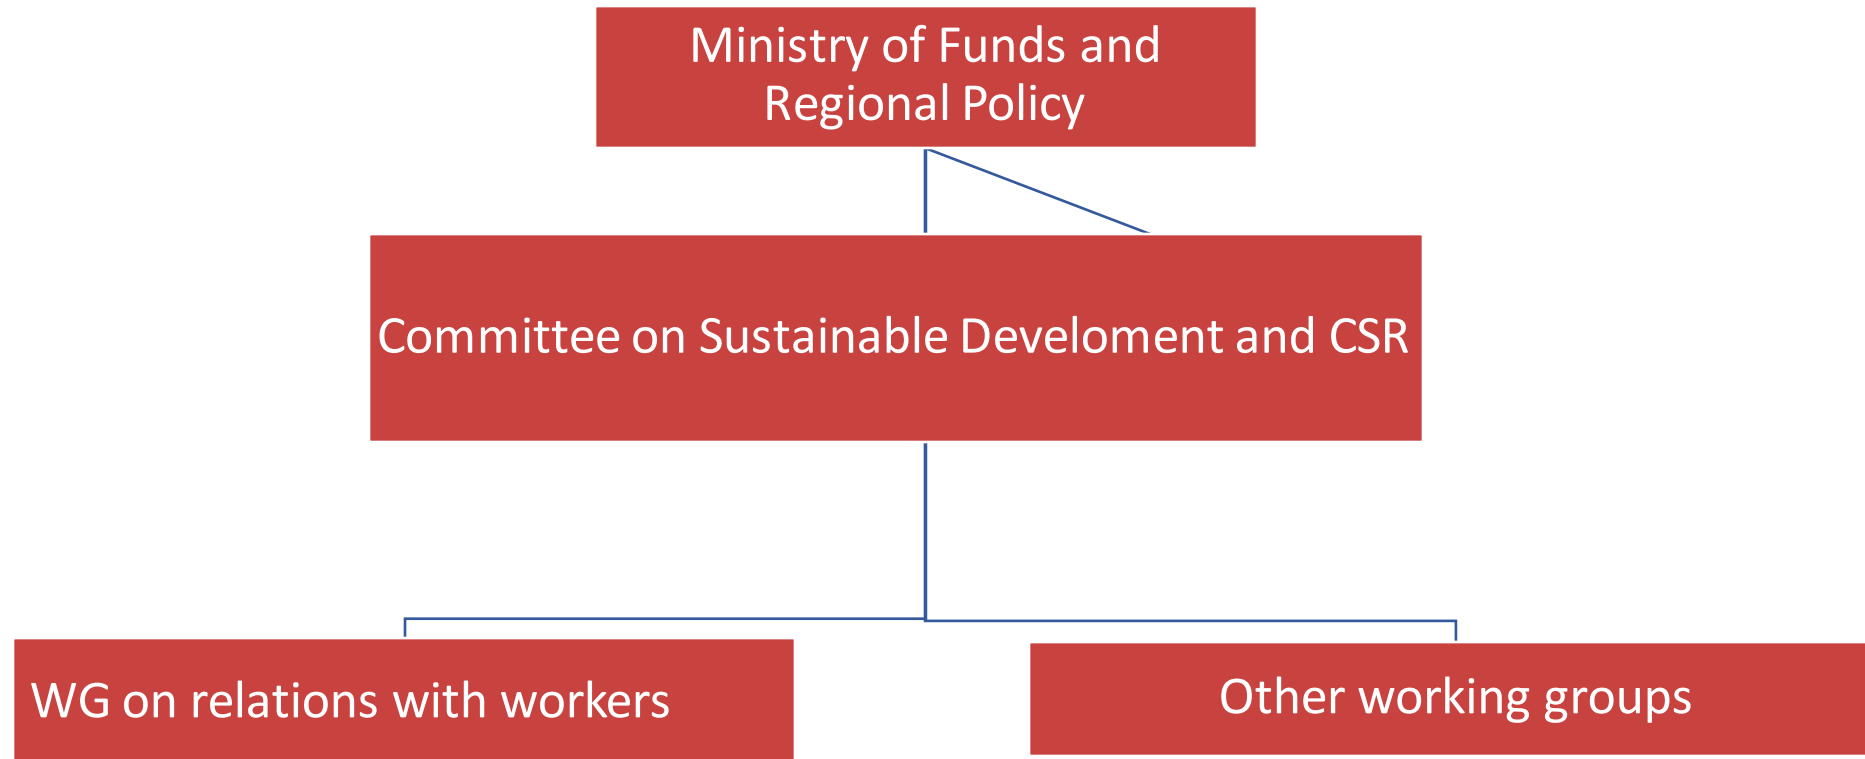 Ministry of Funds and
Regional Policy
Committee on Sustainable Develoment and CSR
WG on relations with workers
Other working groups